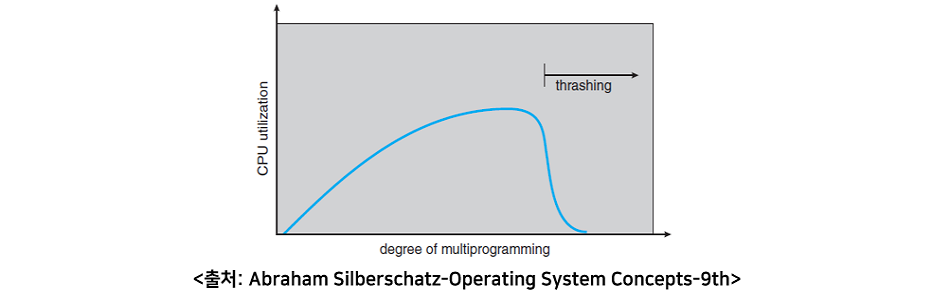 thrashing
CPU utilization
degree of multiprogramming
<출처: Abraham Silberschatz-Operating System Concepts-9th>